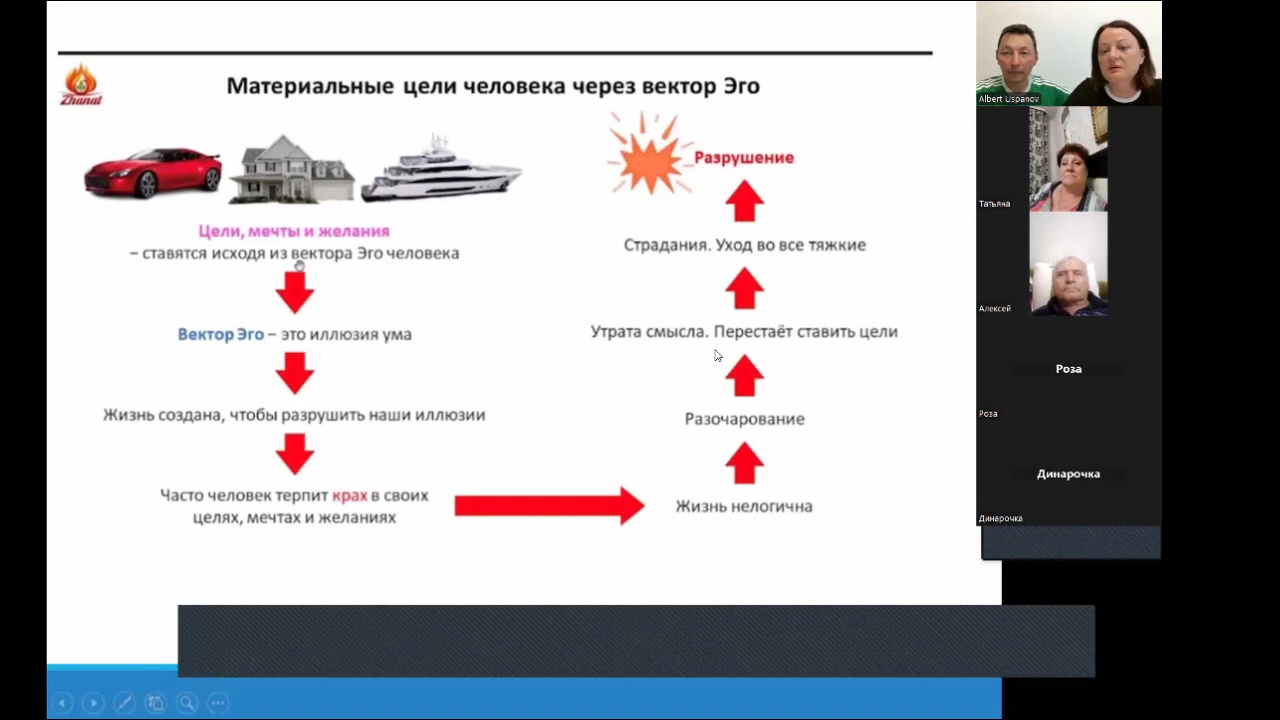 Материальные цели человека через вектор Эго
Zhanat
Цели, мечты и желания
– ставятся исходя из вектора Эго человека
Вектор Эго – это иллюзия ума
Жизнь создана, чтобы разрушить наши иллюзии
Часто человек терпит крах в своих
целях, мечтах и желаниях
Разрушение
Страдания. Уход во все тяжкие
Утрата смысла. Перестаёт ставить цели
Разочарование
Жизнь нелогична
Albert Uspanov
Татьяна
Алексей
Роза
Роза
Динарочка
Динарочка